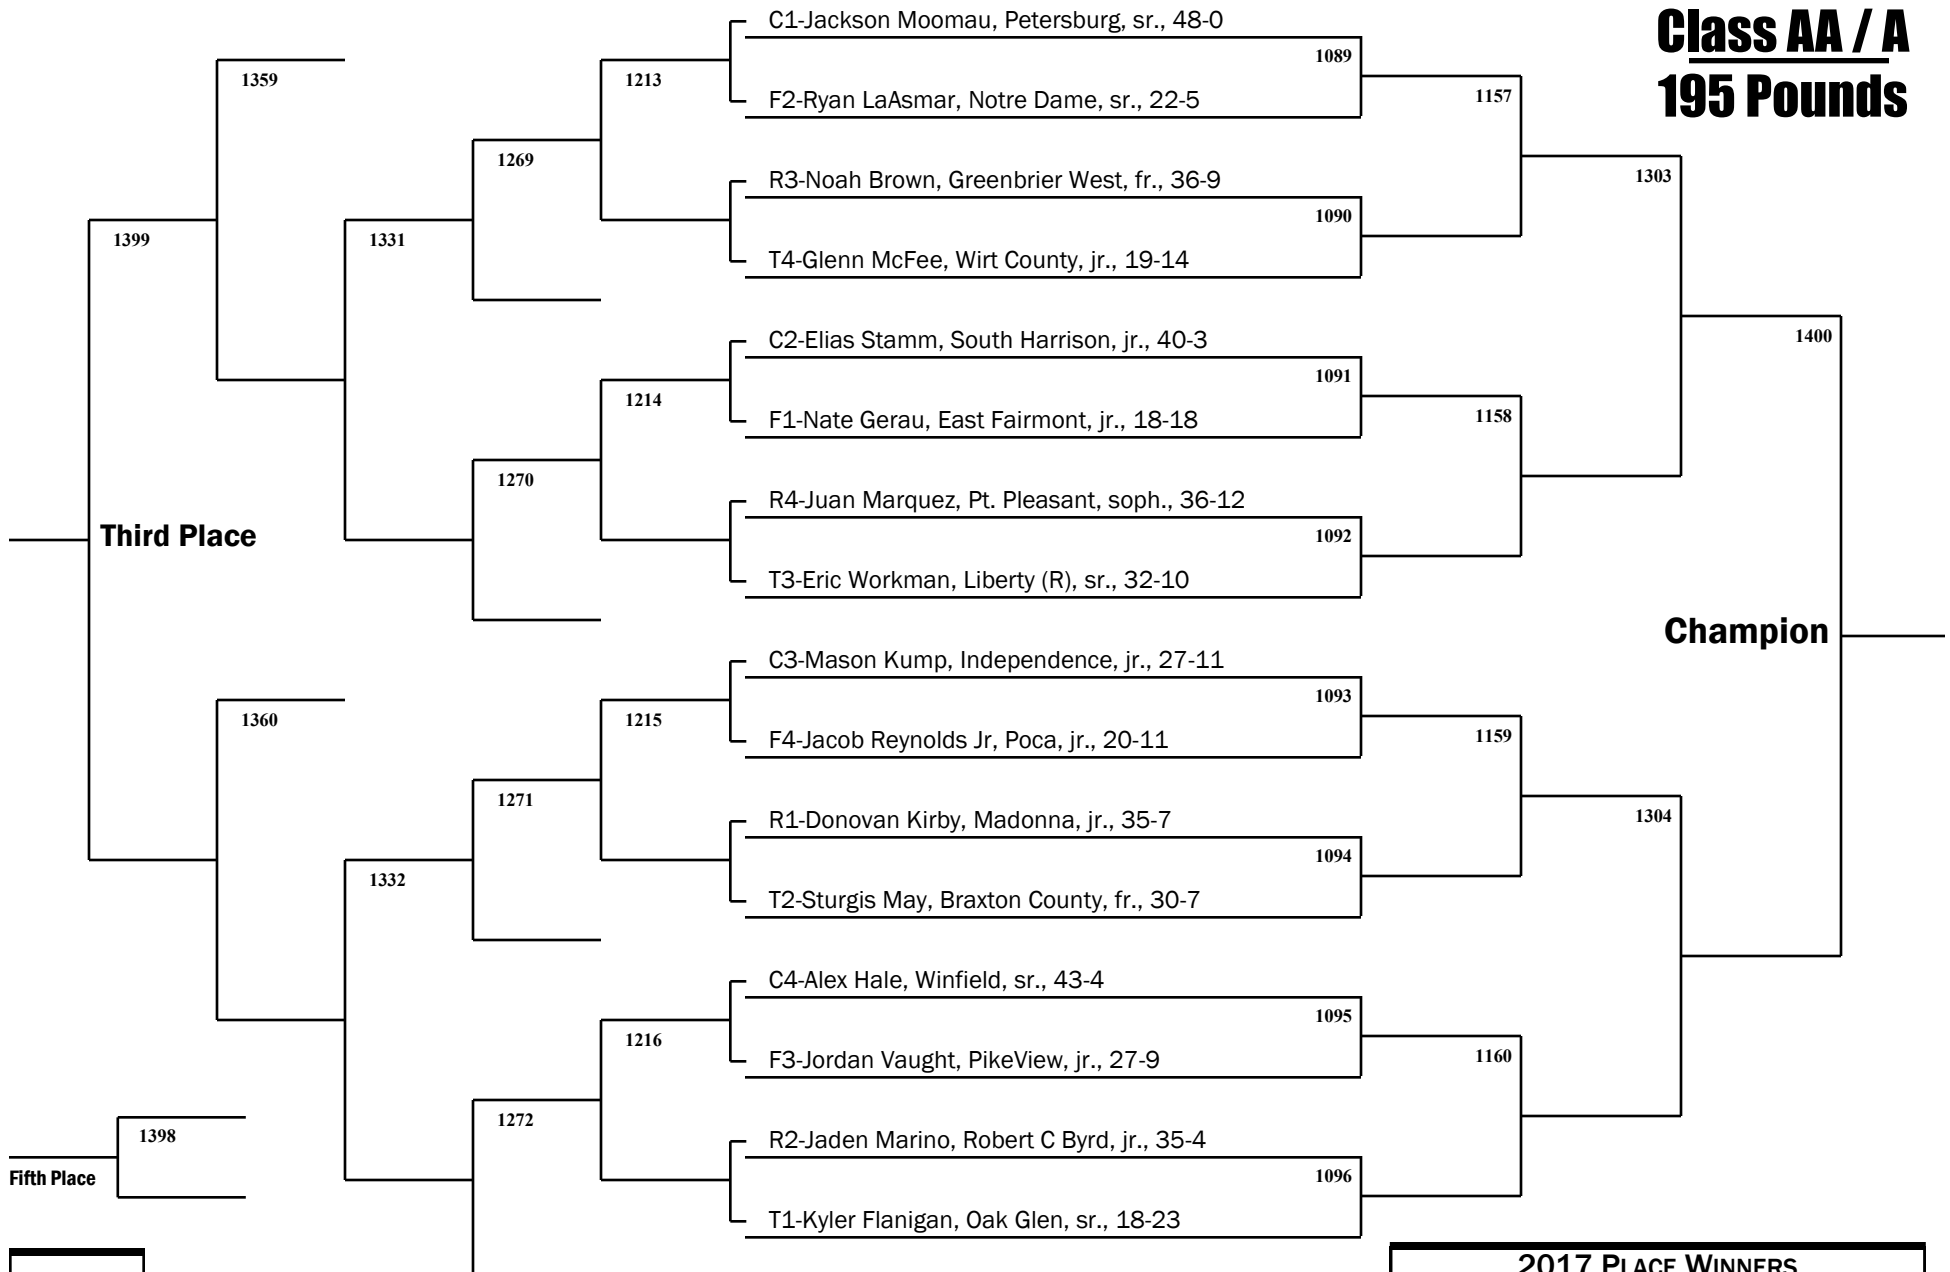 Class AA / A
195 Pounds
C1-Jackson Moomau, Petersburg, sr., 48-0
1089
F2-Ryan LaAsmar, Notre Dame, sr., 22-5
R3-Noah Brown, Greenbrier West, fr., 36-9
1090
T4-Glenn McFee, Wirt County, jr., 19-14
C2-Elias Stamm, South Harrison, jr., 40-3
1091
F1-Nate Gerau, East Fairmont, jr., 18-18
R4-Juan Marquez, Pt. Pleasant, soph., 36-12
1092
T3-Eric Workman, Liberty (R), sr., 32-10
C3-Mason Kump, Independence, jr., 27-11
1093
F4-Jacob Reynolds Jr, Poca, jr., 20-11
R1-Donovan Kirby, Madonna, jr., 35-7
1094
T2-Sturgis May, Braxton County, fr., 30-7
C4-Alex Hale, Winfield, sr., 43-4
1095
F3-Jordan Vaught, PikeView, jr., 27-9
R2-Jaden Marino, Robert C Byrd, jr., 35-4
1096
T1-Kyler Flanigan, Oak Glen, sr., 18-23
1157
1158
1159
1160
1303
1304
1400
Champion
1213
1214
1215
1216
1269
1270
1271
1272
1331
1332
1359
1360
1399
Third Place
1398
Fifth Place
2017 PLACE WINNERS